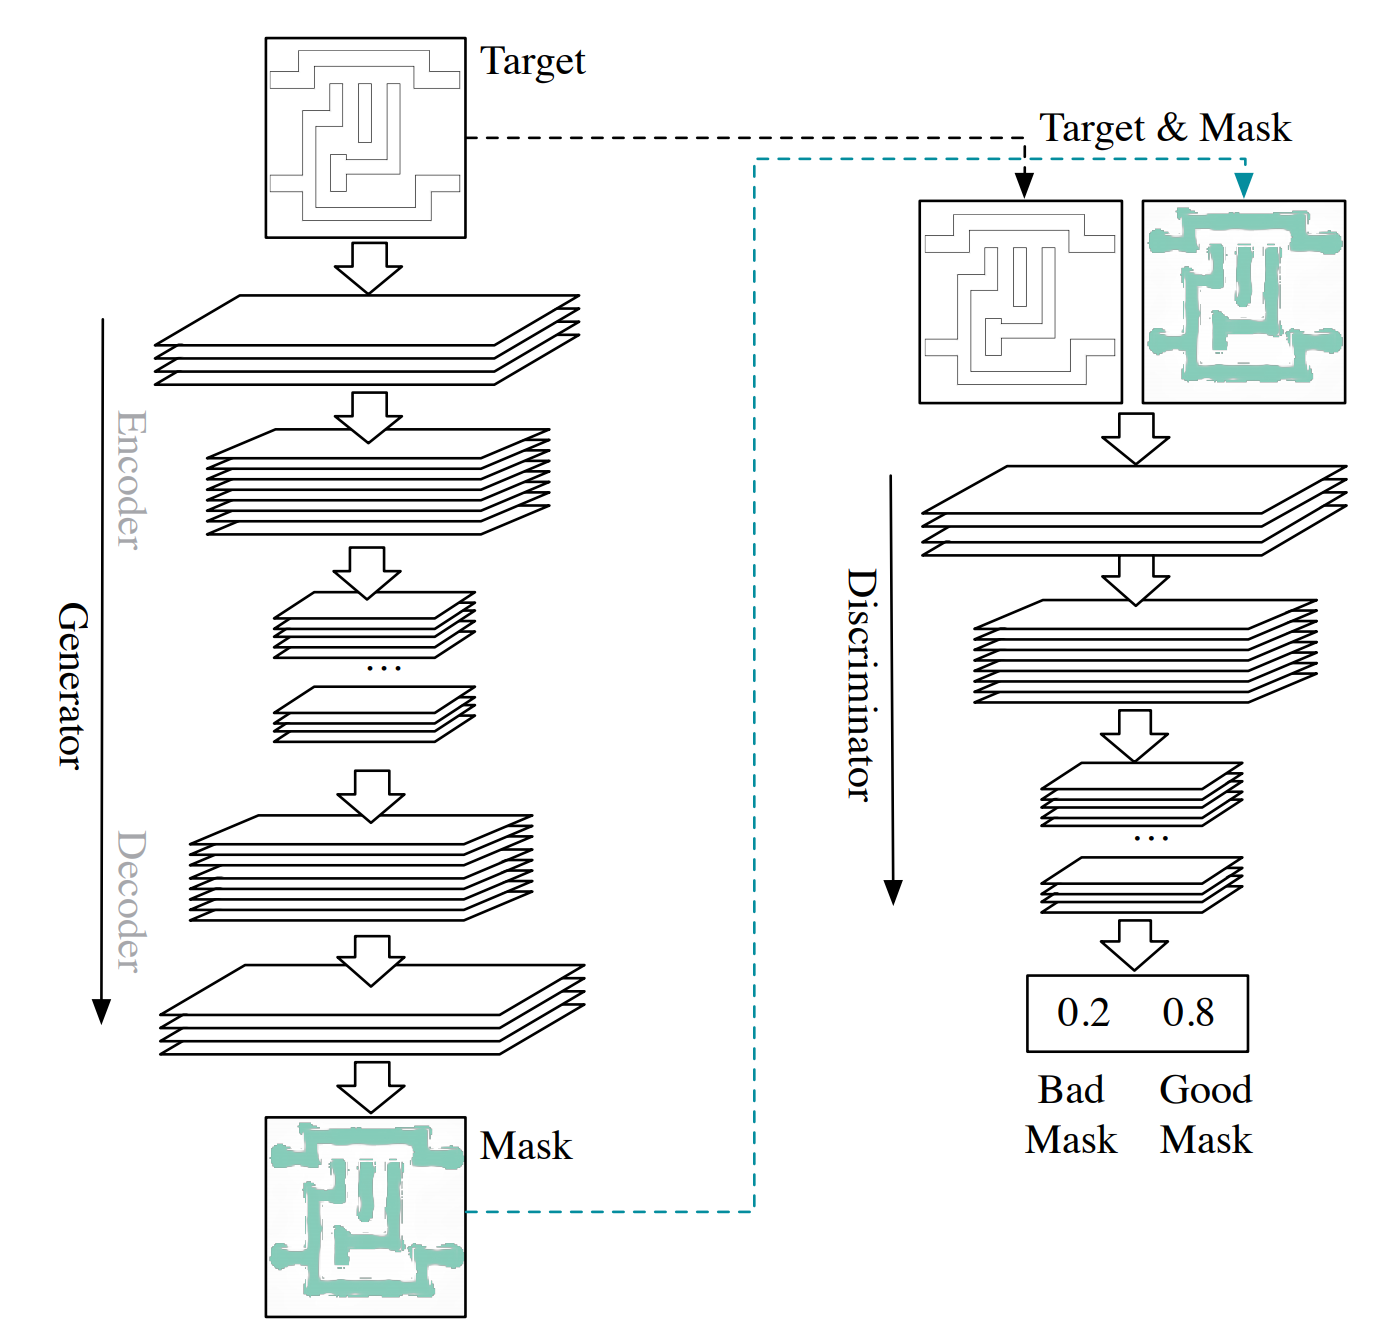 Target
Target & Mask
Encoder
Generator
Decoder
Mask
Discriminator
...
...
0.2 0.8
Bad Good
Mask Mask